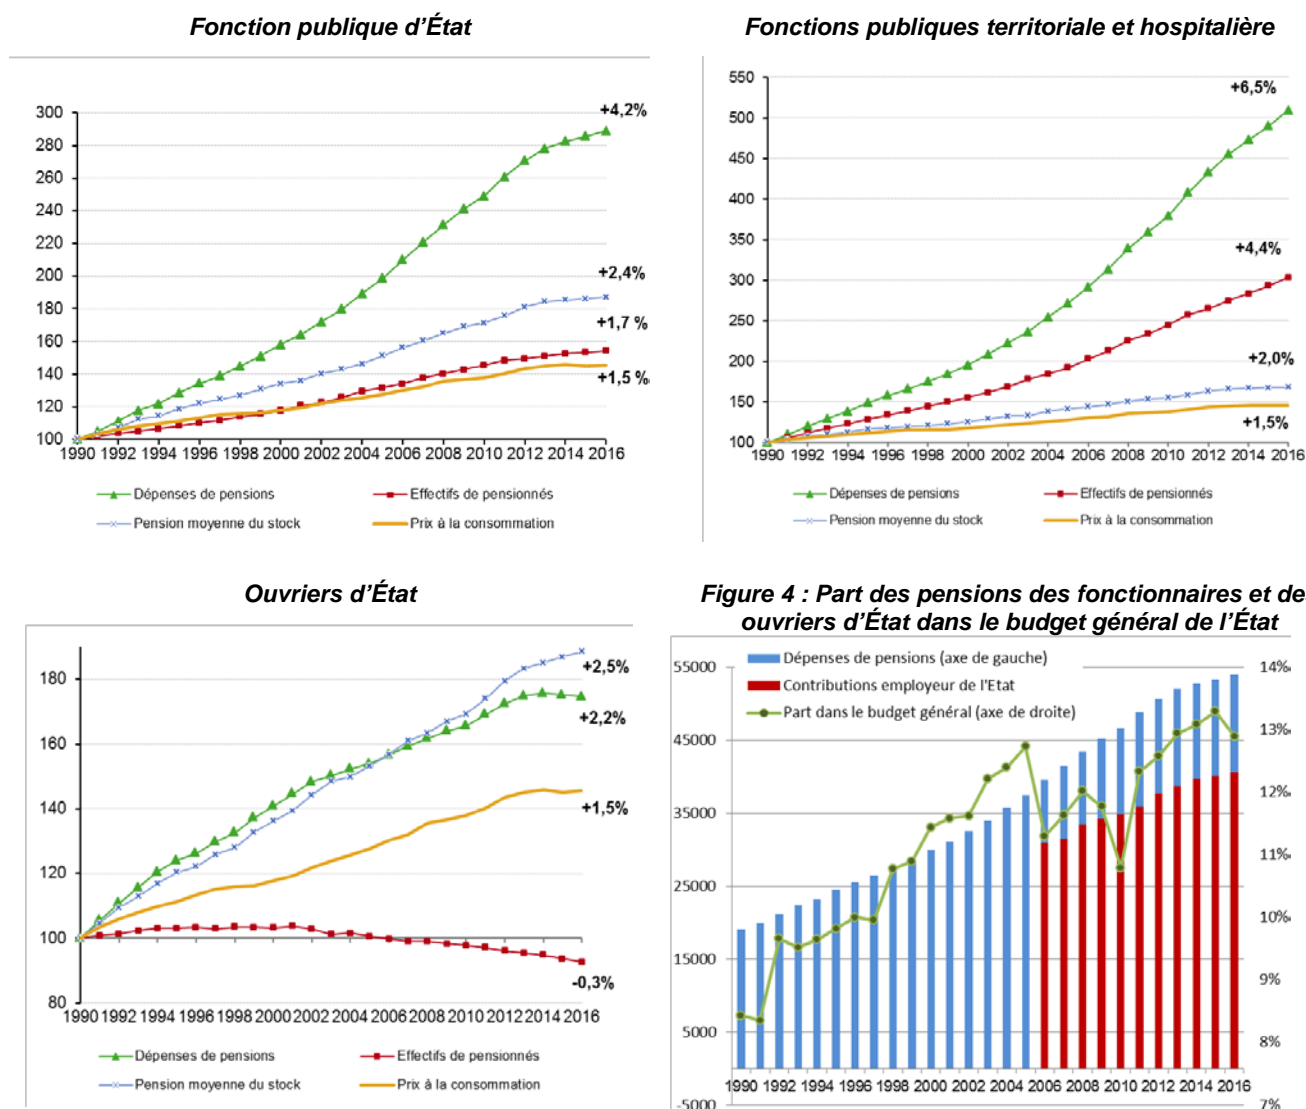 Fonction publique d'État
300
280
260
240
220
200
180
160
140
120
100
+4,2%
+2,4%
+1,7 %
+1,5 %
1990 1992 1994 1996 1998 2000 2002 2004 2006 2008 2010 2012 2014 2016
Dépenses de pensions
Effectifs de pensionnés
Pension moyenne du stock
Prix à la consommation
Fonctions publiques territoriale et hospitalière
550
500
450
400
350
300
250
200
150
100
+6,5%
+4,4%
+2,0%
+1,5%
1990 1992 1994 1996 1998 2000 2002 2004 2006 2008 2010 2012 2014 2016
Dépenses de pensions
Effectifs de pensionnés
Pension moyenne du stock
Prix à la consommation
Ouvriers d'État
180
160
140
120
100
80
+2,5%
+2,2%
+1,5%
-0,3%
1990 1992 1994 1996 1998 2000 2002 2004 2006 2008 2010 2012 2014 2016
Dépenses de pensions
Effectifs de pensionnés
Pension moyenne du stock
Prix à la consommation
Figure 4 : Part des pensions des fonctionnaires et de
ouvriers d'État dans le budget général de l'État
Dépenses de pensions (axe de gauche)
Contributions employeur de l'Etat
Part dans le budget général (axe de droite)
55000
45000
35000
25000
15000
5000
-5000
14%
13%
12%
11%
10%
9%
8%
7%
1990 1992 1994 1996 1998 2000 2002 2004 2006 2008 2010 2012 2014 2016